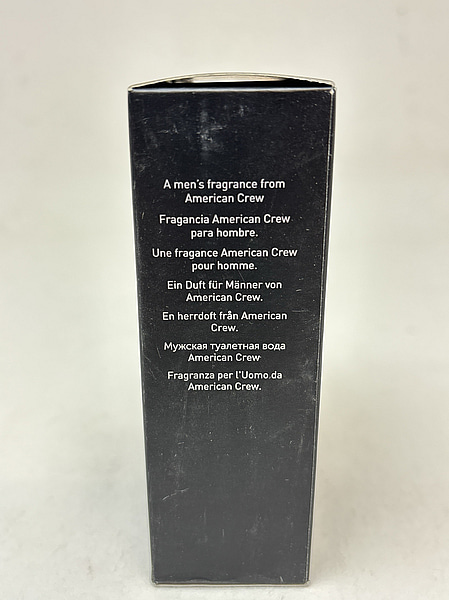 A men's fragrance from
American Crew
Fragancia American Crew
para hombre.
Une fragance American Crew
pour homme.
Ein Duft für Männer von
American Crew.
En herrdoft från American
Crew.
Мужская туалетная вода
American Crew
Fragranza per l'Uomo da
American Crew.